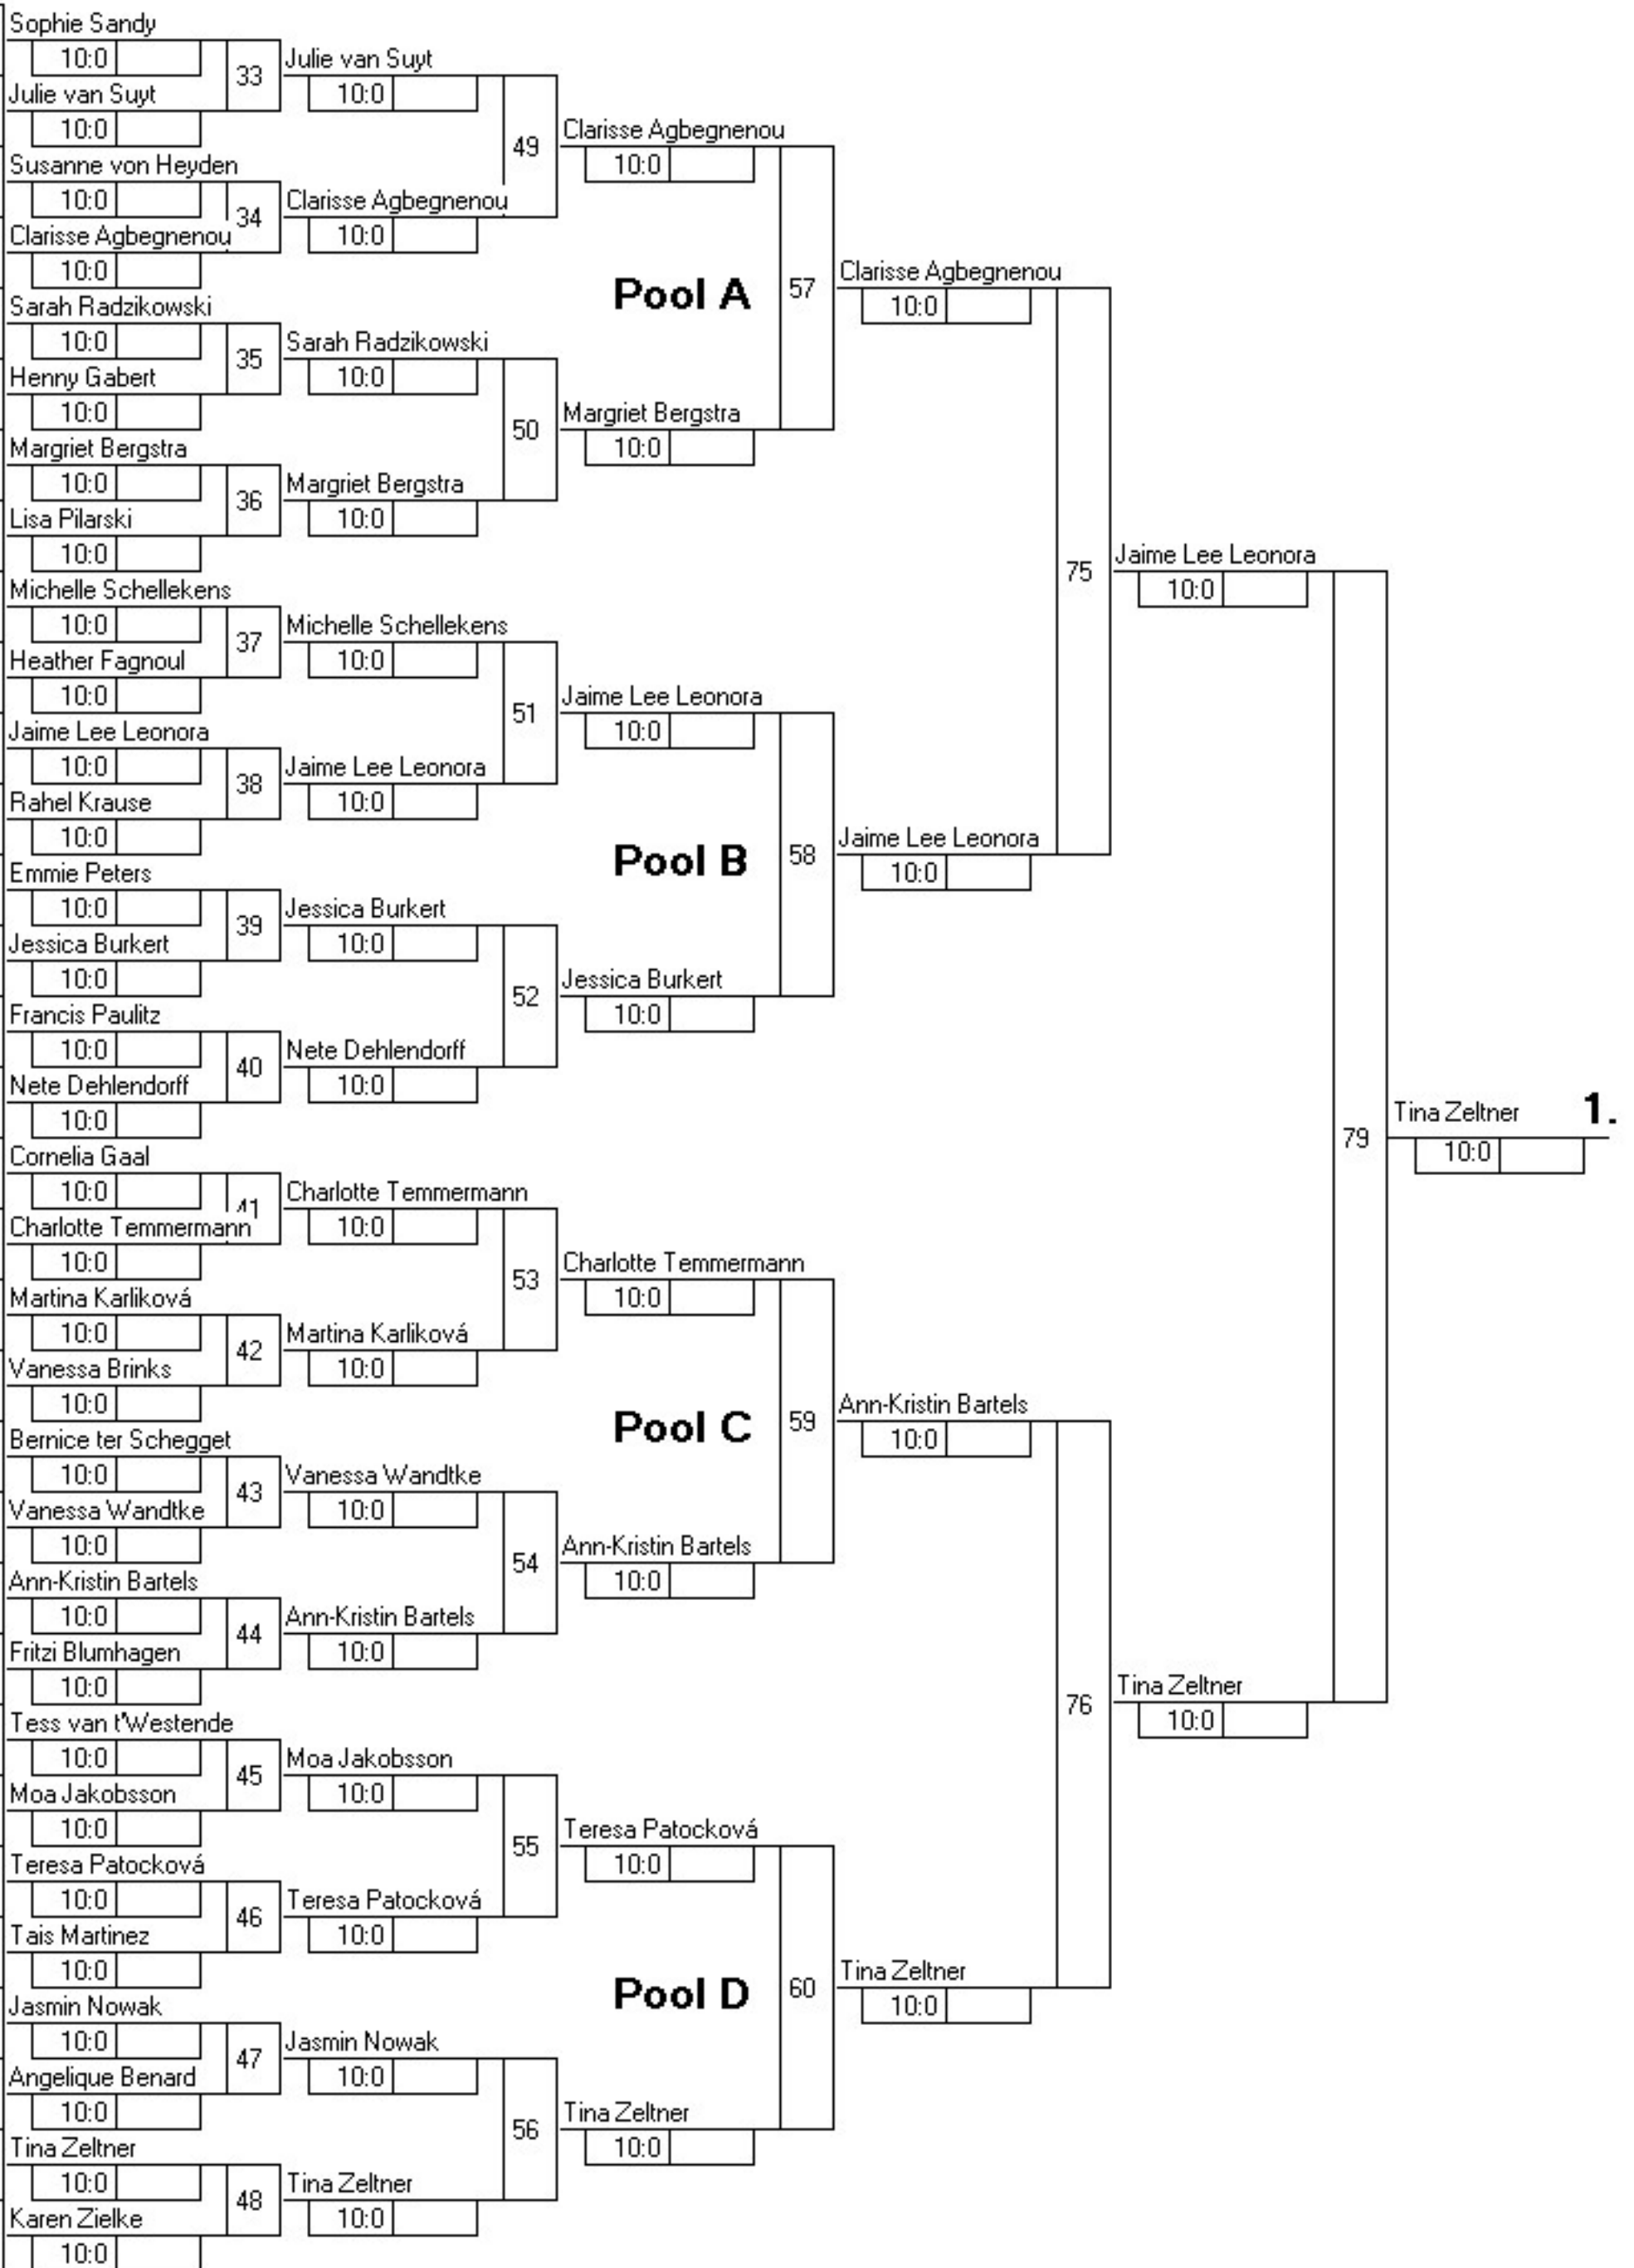 Sophie Sandy
10:0
33
Julie van Suyt
10:0
Julie van Suyt
10:0
49
Clarisse Agbegnenou
10:0
Susanne von Heyden
10:0
34
Clarisse Agbegnenou
10:0
Clarisse Agbegnenou
10:0
Pool A
57
Clarisse Agbegnenou
10:0
Sarah Radzikowski
10:0
35
Sarah Radzikowski
10:0
Henny Gabert
10:0
50
Margriet Bergstra
10:0
Margriet Bergstra
10:0
36
Margriet Bergstra
10:0
Lisa Pilarski
10:0
75
Jaime Lee Leonora
10:0
Michelle Schellekens
10:0
37
Michelle Schellekens
10:0
Heather Fagnoul
10:0
51
Jaime Lee Leonora
10:0
Jaime Lee Leonora
10:0
38
Jaime Lee Leonora
10:0
Rahel Krause
10:0
Pool B
58
Jaime Lee Leonora
10:0
Emmie Peters
10:0
39
Jessica Burkert
10:0
Jessica Burkert
10:0
52
Jessica Burkert
10:0
Francis Paulitz
10:0
40
Nete Dehlendorff
10:0
Nete Dehlendorff
10:0
79
Tina Zeltner
1.
10:0
Cornelia Gaal
10:0
41
Charlotte Temmermann
10:0
Charlotte Temmermann
10:0
53
Charlotte Temmermann
10:0
Martina Karliková
10:0
42
Martina Karliková
10:0
Vanessa Brinks
10:0
Pool C
59
Ann-Kristin Bartels
10:0
Bernice ter Schegget
10:0
43
Vanessa Wandtke
10:0
Vanessa Wandtke
10:0
54
Ann-Kristin Bartels
10:0
Ann-Kristin Bartels
10:0
44
Ann-Kristin Bartels
10:0
Fritzi Blumhagen
10:0
76
Tina Zeltner
10:0
Tess van t'Westende
10:0
45
Moa Jakobsson
10:0
Moa Jakobsson
10:0
55
Teresa Patocková
10:0
Teresa Patocková
10:0
46
Teresa Patocková
10:0
Tais Martinez
10:0
Pool D
60
Tina Zeltner
10:0
Jasmin Nowak
10:0
47
Jasmin Nowak
10:0
Angelique Benard
10:0
56
Tina Zeltner
10:0
Tina Zeltner
10:0
48
Tina Zeltner
10:0
Karen Zielke
10:0